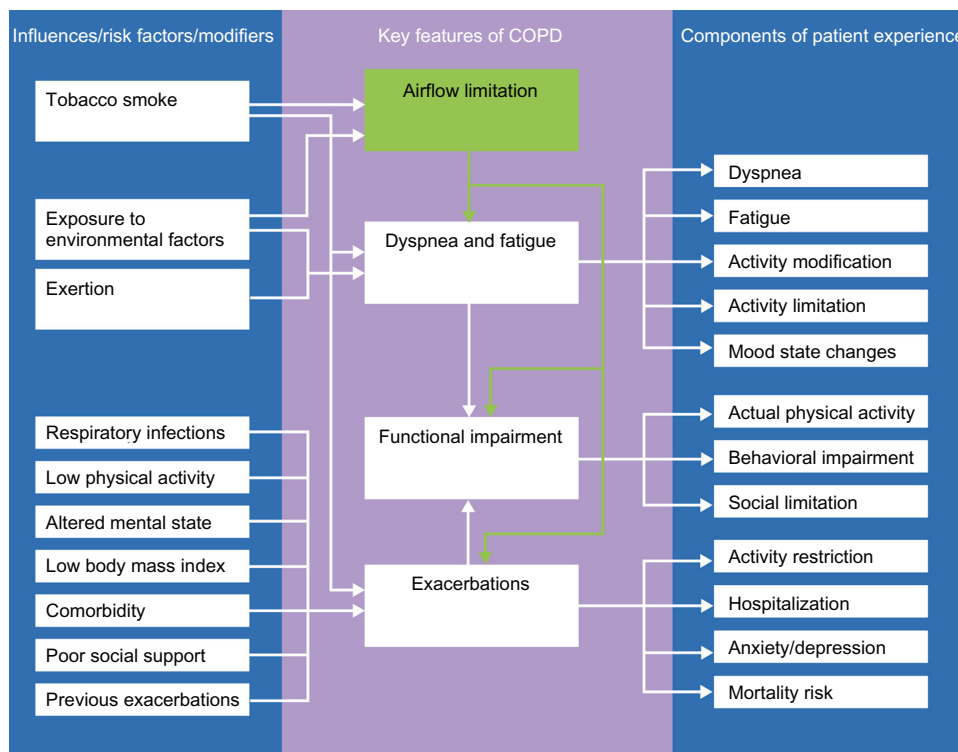 Influences/risk factors/modifiers
Key features of COPD
Components of patient experience
Tobacco smoke
Exposure to
environmental factors
Exertion
Respiratory infections
Low physical activity
Altered mental state
Low body mass index
Comorbidity
Poor social support
Previous exacerbations
Airflow limitation
Dyspnea and fatigue
Functional impairment
Exacerbations
Dyspnea
Fatigue
Activity modification
Activity limitation
Mood state changes
Actual physical activity
Behavioral impairment
Social limitation
Activity restriction
Hospitalization
Anxiety/depression
Mortality risk